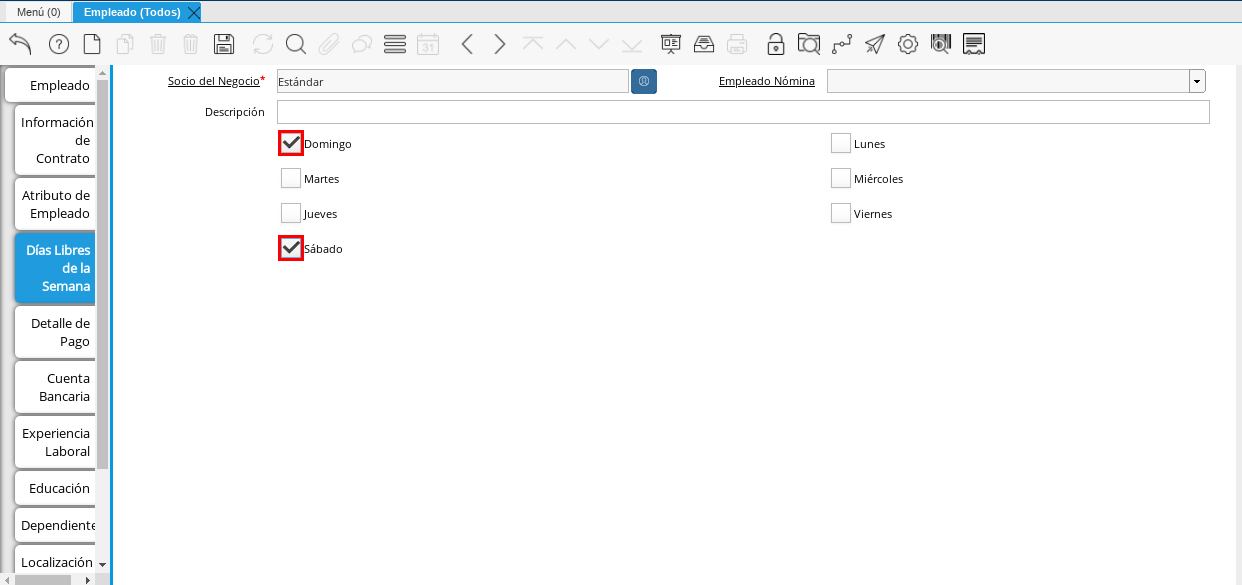 Menú (0)
Empleado (Todos)
31
Empleado
Información
de
Contrato
Atributo de
Empleado
Días Libres
de la
Semana
Detalle de
Pago
Cuenta
Bancaria
Experiencia
Laboral
Educación
Dependiente
Localización
Socio del Negocio* Estándar
Empleado Nómina
Descripción
Domingo
Lunes
Martes
Miércoles
Jueves
Viernes
Sábado